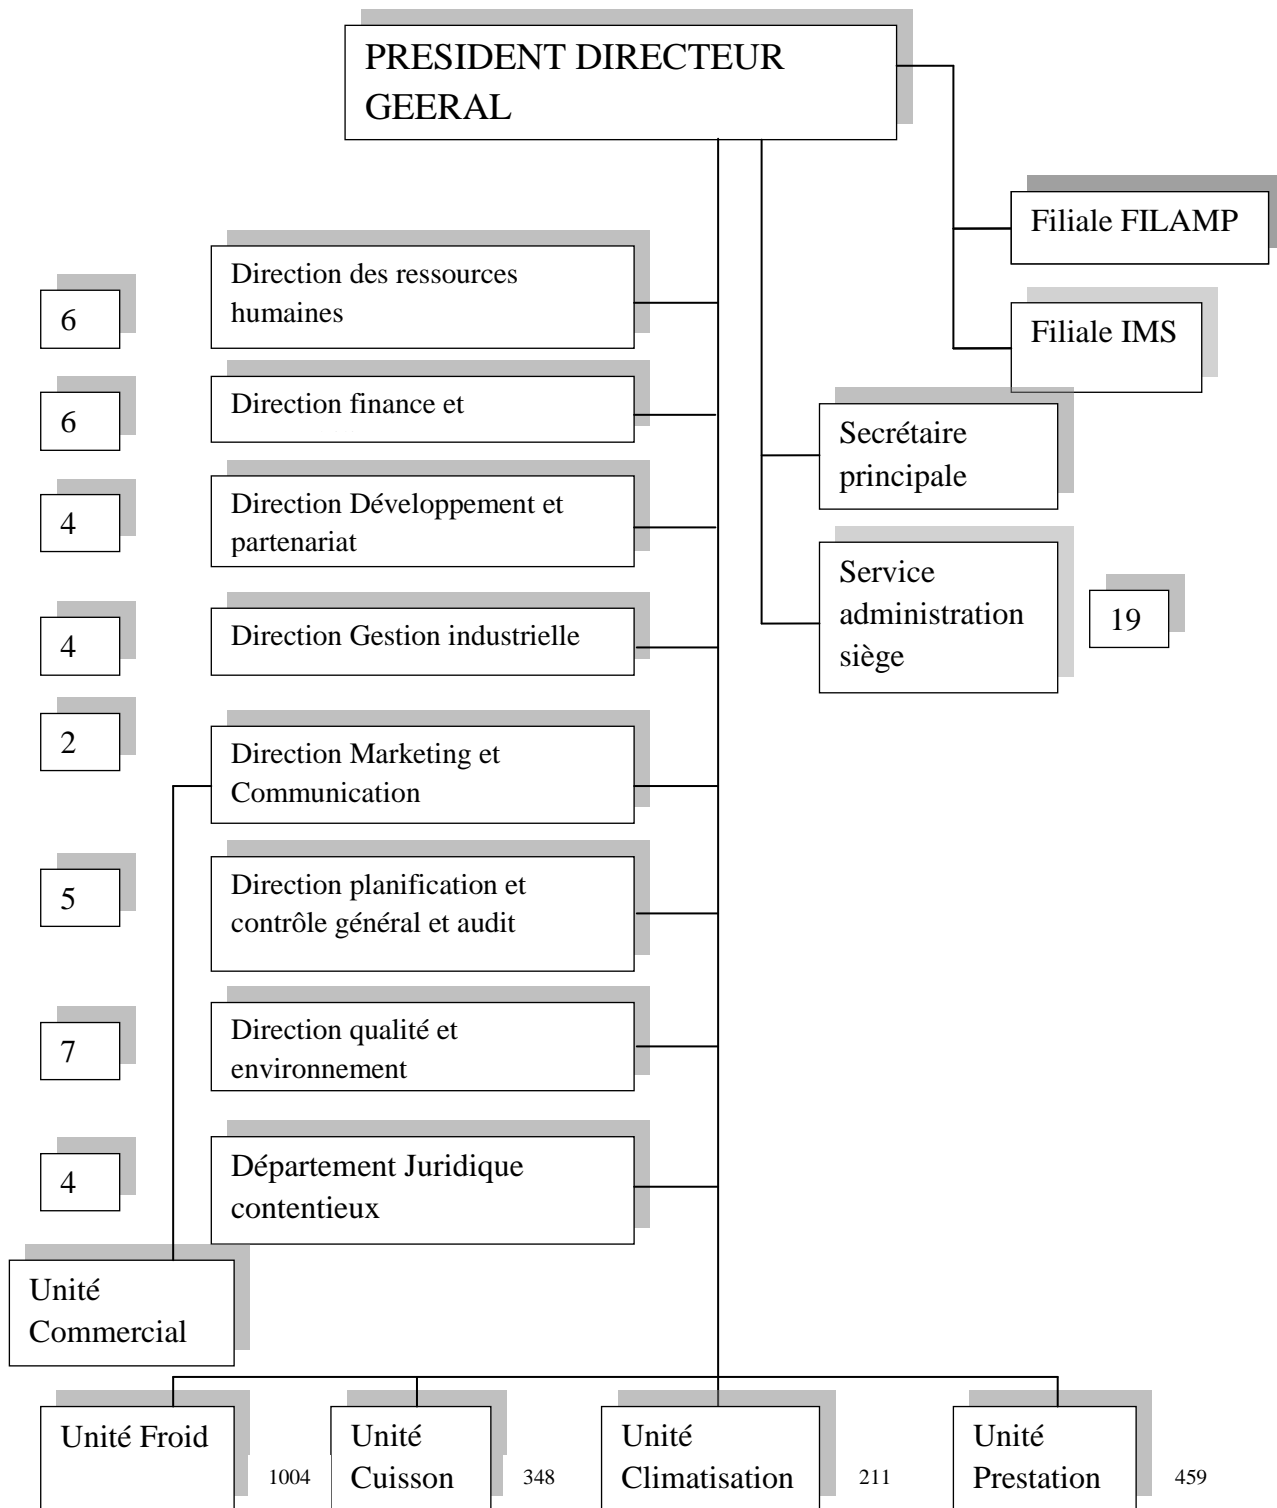 PRESIDENT DIRECTEUR
GEERAL
Filiale FILAMP
Filiale IMS
Secrétaire
principale
Service
administration
siège
19
6
Direction des ressources
humaines
6
Direction finance et
4
Direction Développement et
partenariat
4
Direction Gestion industrielle
2
Direction Marketing et
Communication
5
Direction planification et
contrôle général et audit
7
Direction qualité et
environnement
4
Département Juridique
contentieux
Unité
Commercial
Unité Froid
1004
Unité
Cuisson
348
Unité
Climatisation
211
Unité
Prestation
459